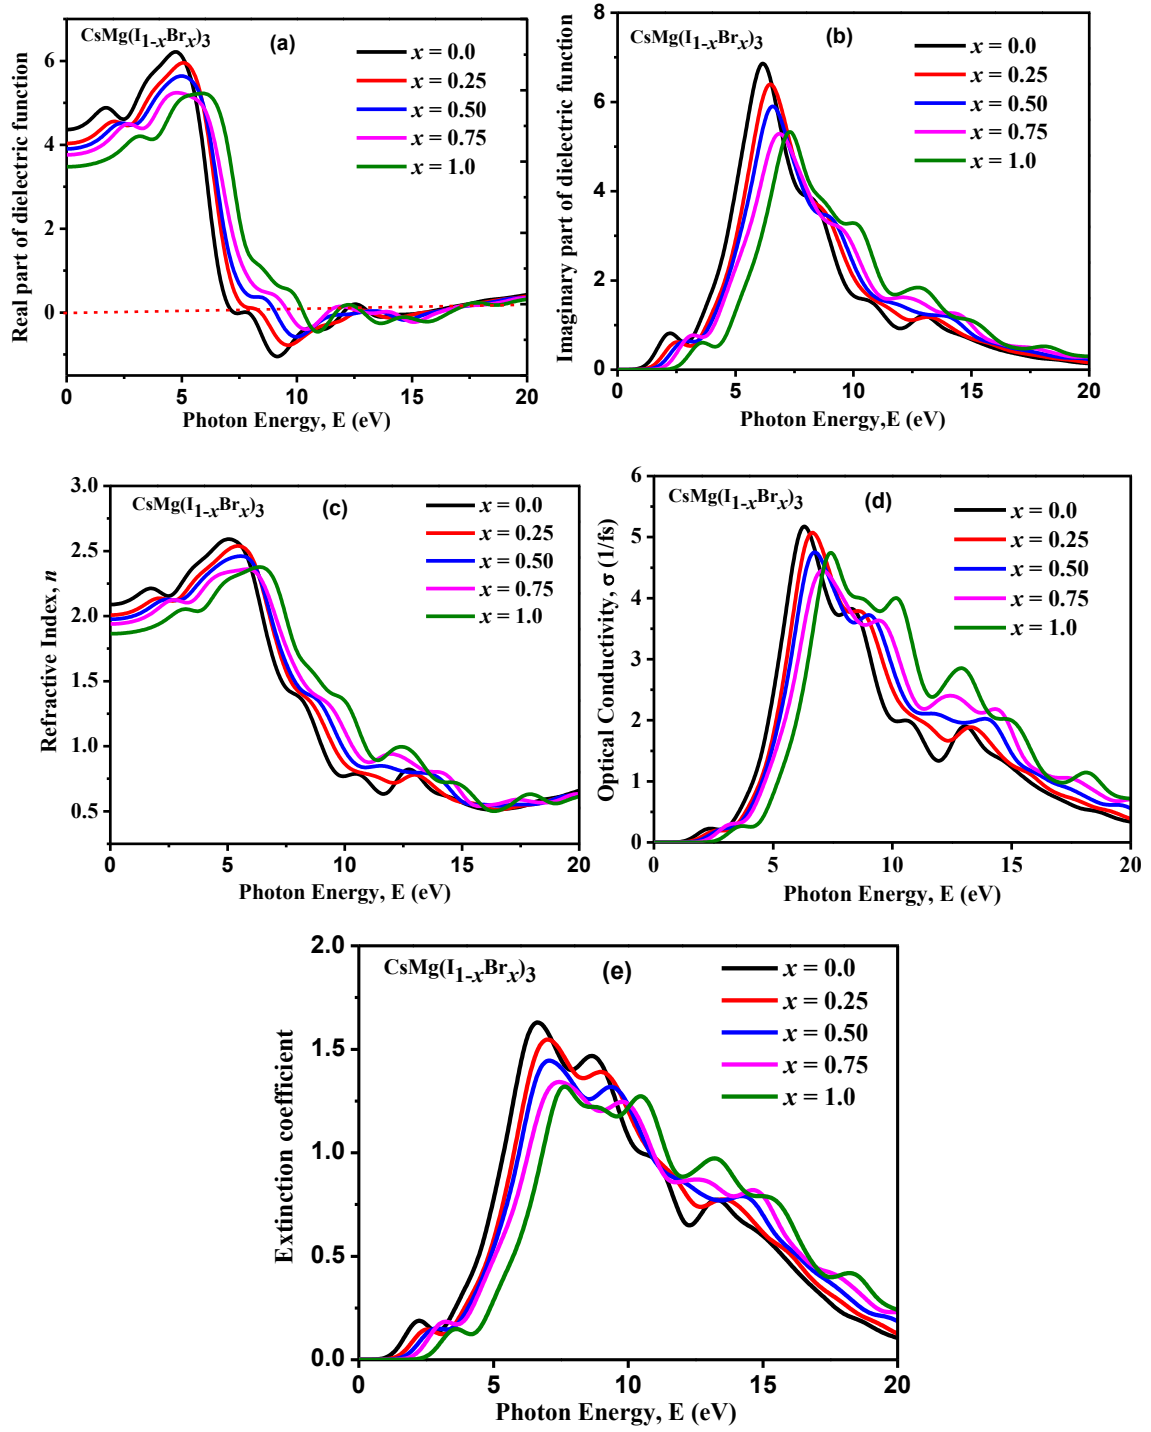 CsMg(I1-xBrx)3
(a)
x = 0.0
x = 0.25
x = 0.50
x = 0.75
x = 1.0
Real part of dielectric function
6
4
2
0
0
5
10
15
20
Photon Energy, E (eV)
CsMg(I1-xBrx)3
(b)
x = 0.0
x = 0.25
x = 0.50
x = 0.75
x = 1.0
Imaginary part of dielectric function
8
6
4
2
0
0
5
10
15
20
Photon Energy,E (eV)
CsMg(I1-xBrx)3
(c)
x = 0.0
x = 0.25
x = 0.50
x = 0.75
x = 1.0
Refractive Index, n
3.0
2.5
2.0
1.5
1.0
0.5
0
5
10
15
20
Photon Energy, E (eV)
CsMg(I1-xBrx)3
(d)
x = 0.0
x = 0.25
x = 0.50
x = 0.75
x = 1.0
Optical Conductivity, σ (1/fs)
6
5
4
3
2
1
0
0
5
10
15
20
Photon Energy, E (eV)
CsMg(I1-xBrx)3
(e)
x = 0.0
x = 0.25
x = 0.50
x = 0.75
x = 1.0
Extinction coefficient
2.0
1.5
1.0
0.5
0.0
0
5
10
15
20
Photon Energy, E (eV)